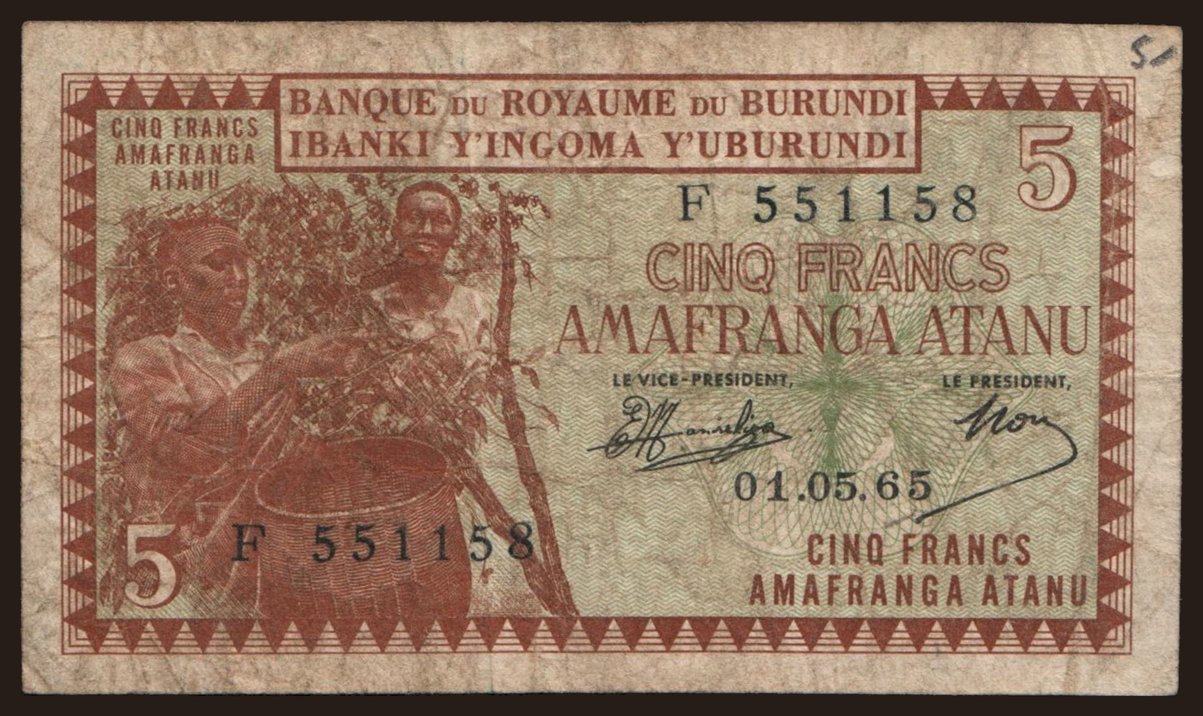 BANQUE DU ROYAUME DU BURUNDI
IBANKI Y'INGOMA Y'UBURUNDI
CINQ FRANCS
AMAFRANGA
ATANU
5
F 551158
CINQ FRANCS
AMAFRANGA ATANU
LE VICE-PRESIDENT,
LE PRESIDENT,
01.05.65
5
F 551158
CINQ FRANCS
AMAFRANGA ATANU